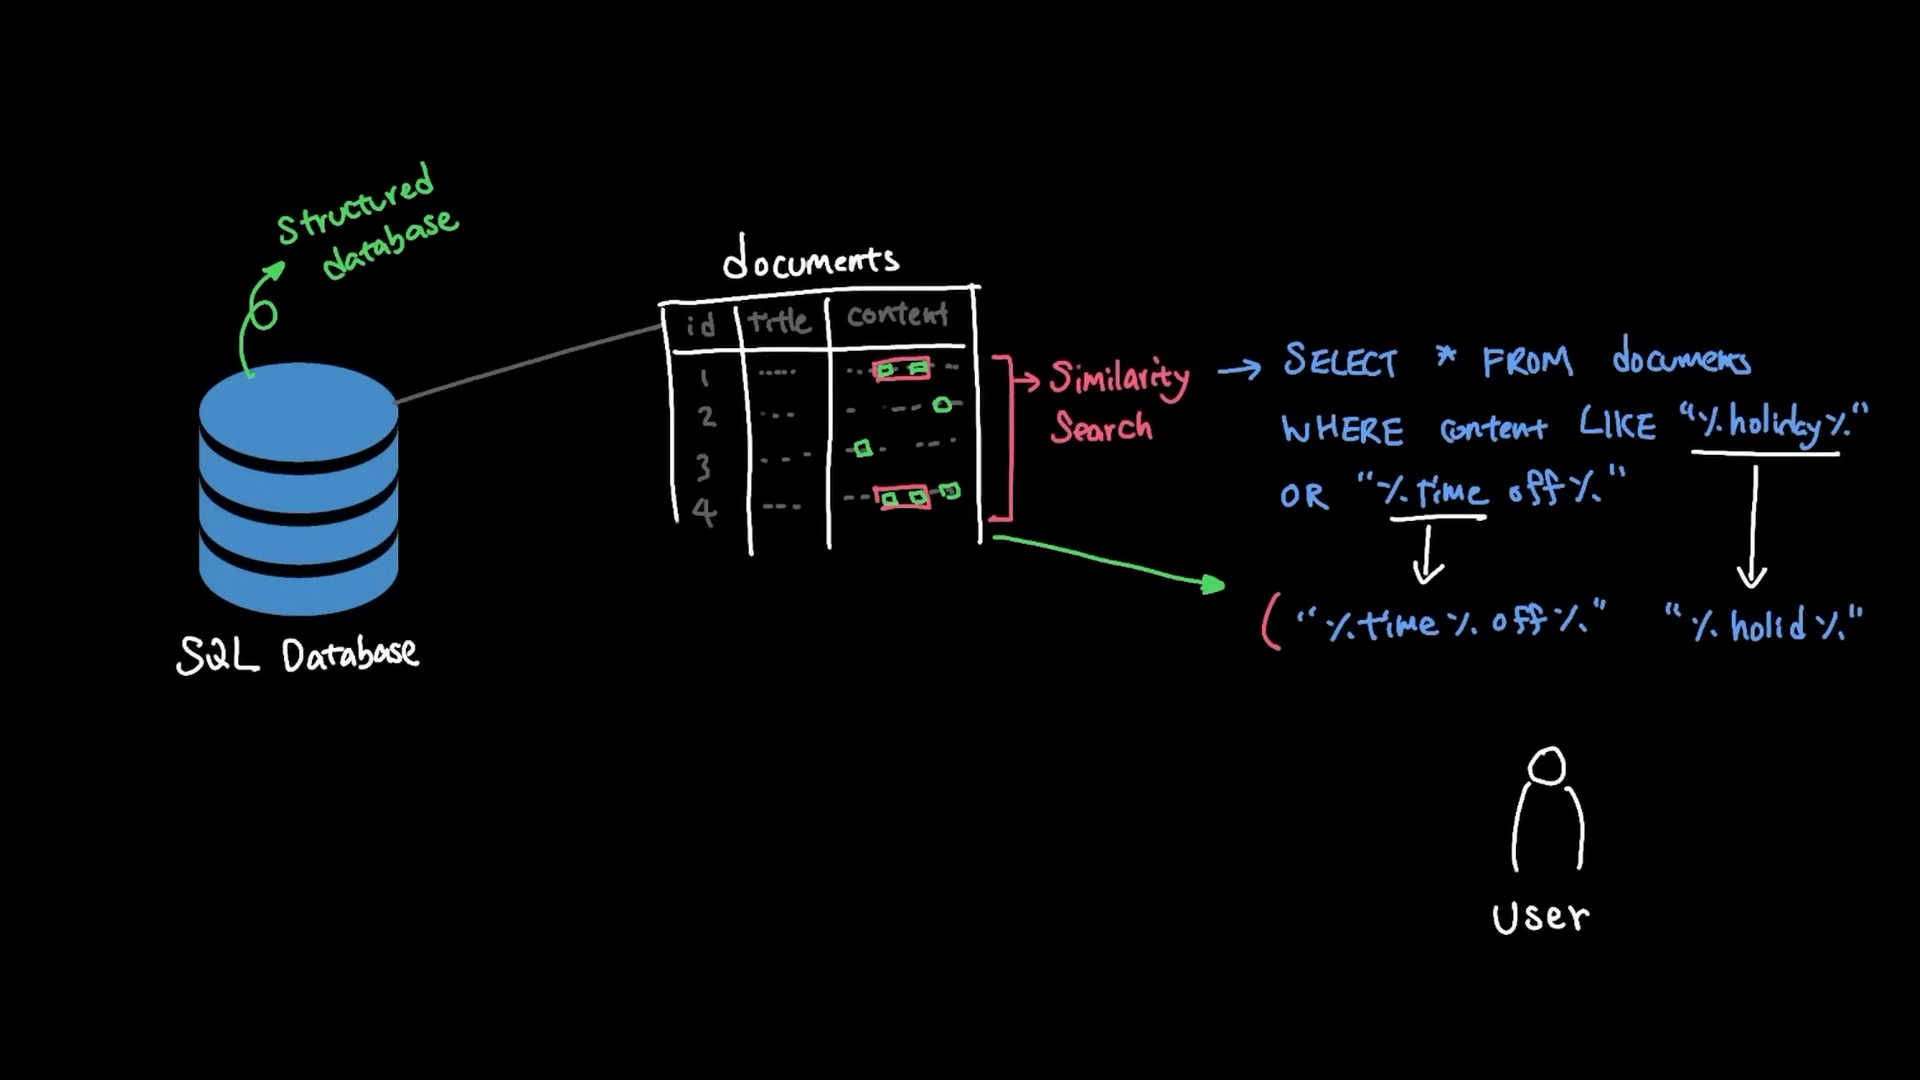 Structured
database
SQL Database
documents
id title content
1
2
3
4
Similarity
Search
SELECT * FROM documents
WHERE content LIKE "%holiday%"
OR "%time off%"
( "%time% off%" "%holid%"
User